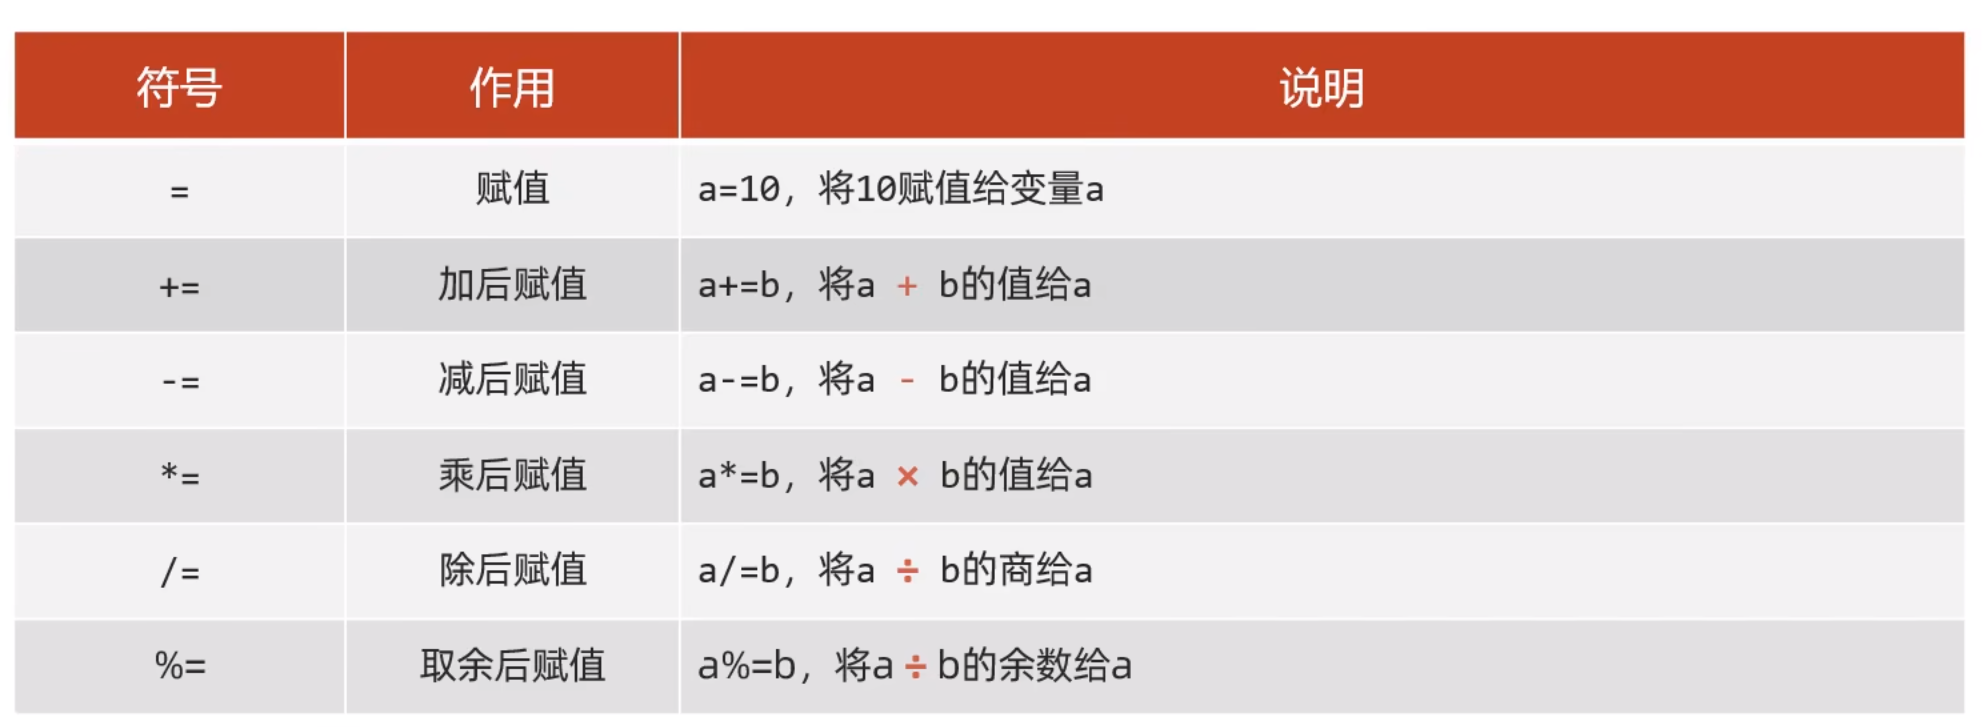 符号 作用 说明
= 赋值 a=10，将10赋值给变量a
+= 加后赋值 a+=b，将a + b的值给a
-= 减后赋值 a-=b，将a - b的值给a
*= 乘后赋值 a*=b，将a × b的值给a
/= 除后赋值 a/=b，将a ÷ b的商给a
%= 取余后赋值 a%=b，将a÷b的余数给a